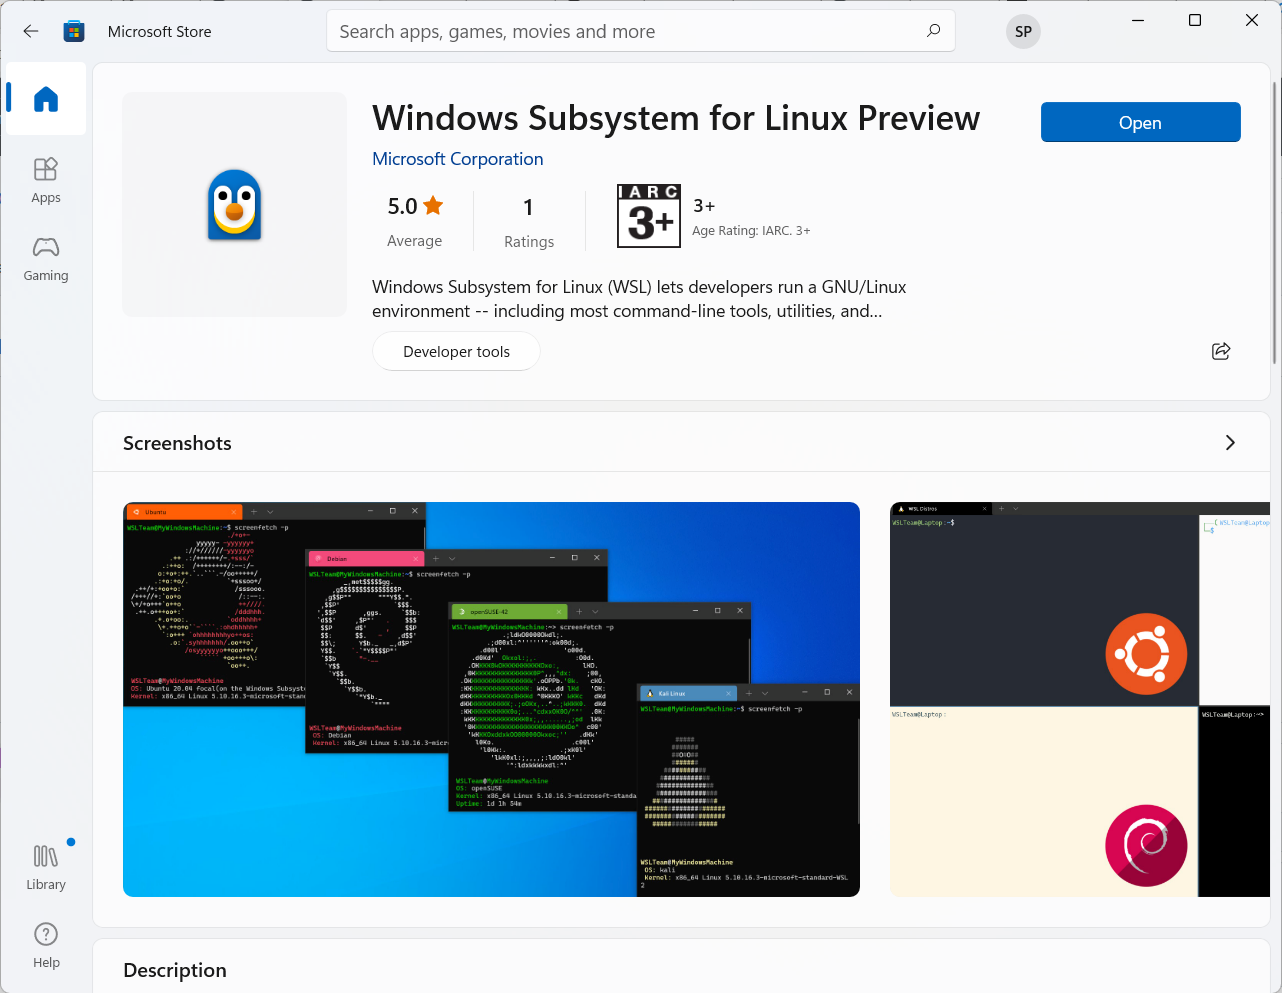 Microsoft Store
Search apps, games, movies and more
SP
Apps
Gaming
Library
Help
Windows Subsystem for Linux Preview
Microsoft Corporation
Open
5.0
Average
1
Ratings
IARC
3+
3+
Age Rating: IARC. 3+
Windows Subsystem for Linux (WSL) lets developers run a GNU/Linux
environment -- including most command-line tools, utilities, and...
Developer tools
Screenshots
Ubuntu
WSLTeam@MyWindowsMachine:~$ screenfetch -p
WSLTeam@MyWindowsMachine
OS: Ubuntu 20.04 focal(on the Windows Subsyste
Kernel: x86_64 Linux 5.10.16.3-microsoft-stan
Debian
WSLTeam@MyWindowsMachine:~$ screenfetch -p
WSLTeam@MyWindowsMachine
OS: Debian
Kernel: x86_64 Linux 5.10.16.3-micr
openSUSE-42
WSLTeam@MyWindowsMachine:~> screenfetch -p
WSLTeam@MyWindowsMachine
OS: openSUSE
Kernel: x86_64 Linux 5.10.16.3-microsoft-standa
Uptime: 1d 1h 54m
Kali Linux
WSLTeam@MyWindowsMachine:~$ screenfetch -p
WSLTeam@MyWindowsMachine
OS: kali
Kernel: x86_64 Linux 5.10.16.3-microsoft-standard-WSL
2
WSL Distros
WSLTeam@Laptop:~$
WSLTeam@Laptop
$
WSLTeam@Laptop:
WSLTeam@Laptop:~>
Description